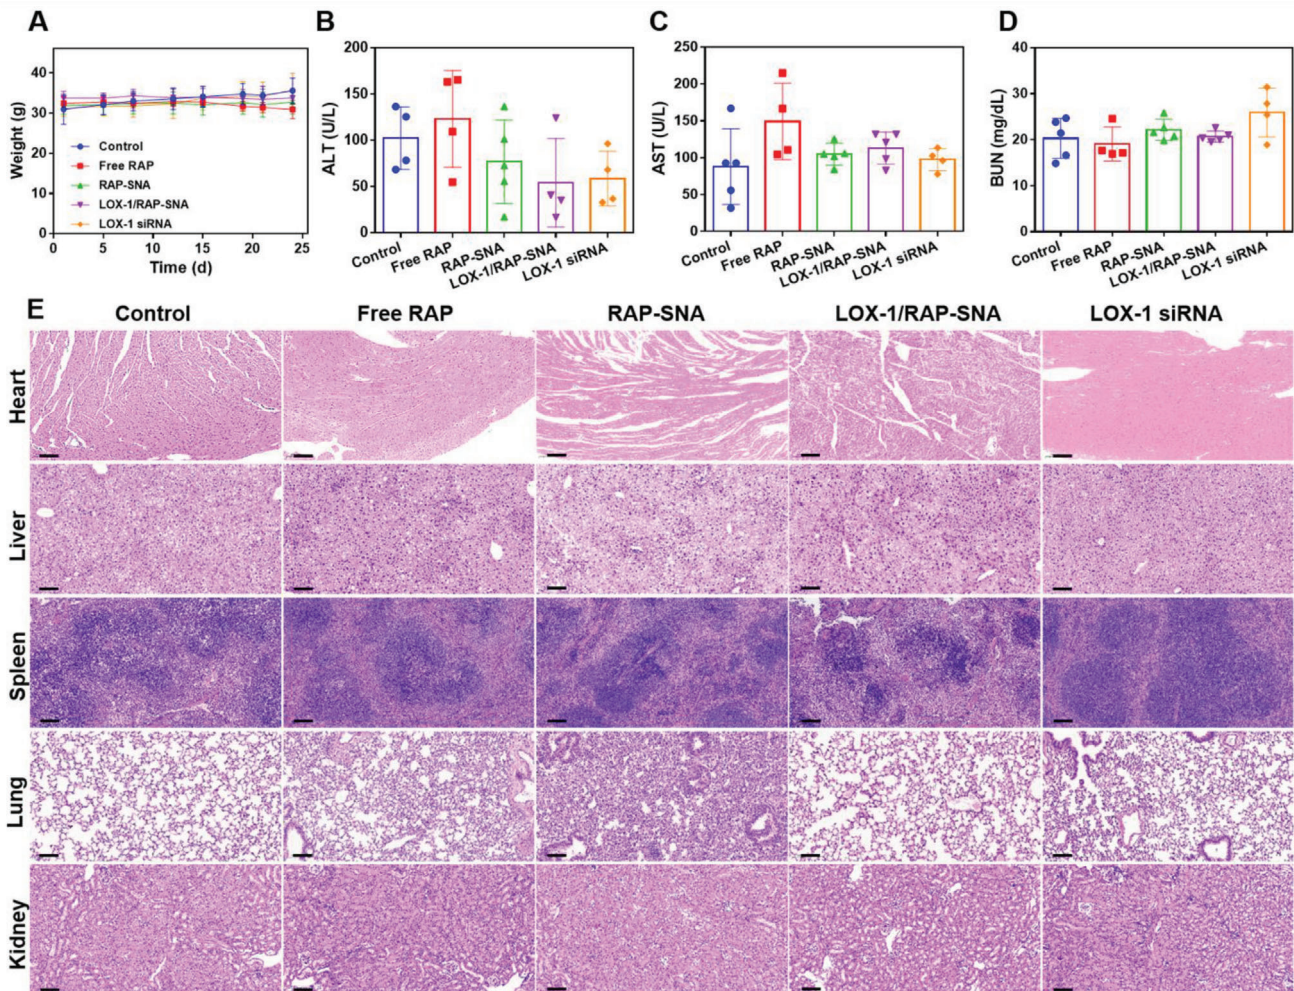 A
Weight (g)
40
30
20
10
0
0 5 10 15 20 25
Time (d)
Control
Free RAP
RAP-SNA
LOX-1/RAP-SNA
LOX-1 siRNA
B
ALT (U/L)
200
150
100
50
0
Control
Free RAP
RAP-SNA
LOX-1/RAP-SNA
LOX-1 siRNA
C
AST (U/L)
250
200
150
100
50
0
Control
Free RAP
RAP-SNA
LOX-1/RAP-SNA
LOX-1 siRNA
D
BUN (mg/dL)
40
30
20
10
0
Control
Free RAP
RAP-SNA
LOX-1/RAP-SNA
LOX-1 siRNA
E
Control Free RAP RAP-SNA LOX-1/RAP-SNA LOX-1 siRNA
Heart
Liver
Spleen
Lung
Kidney